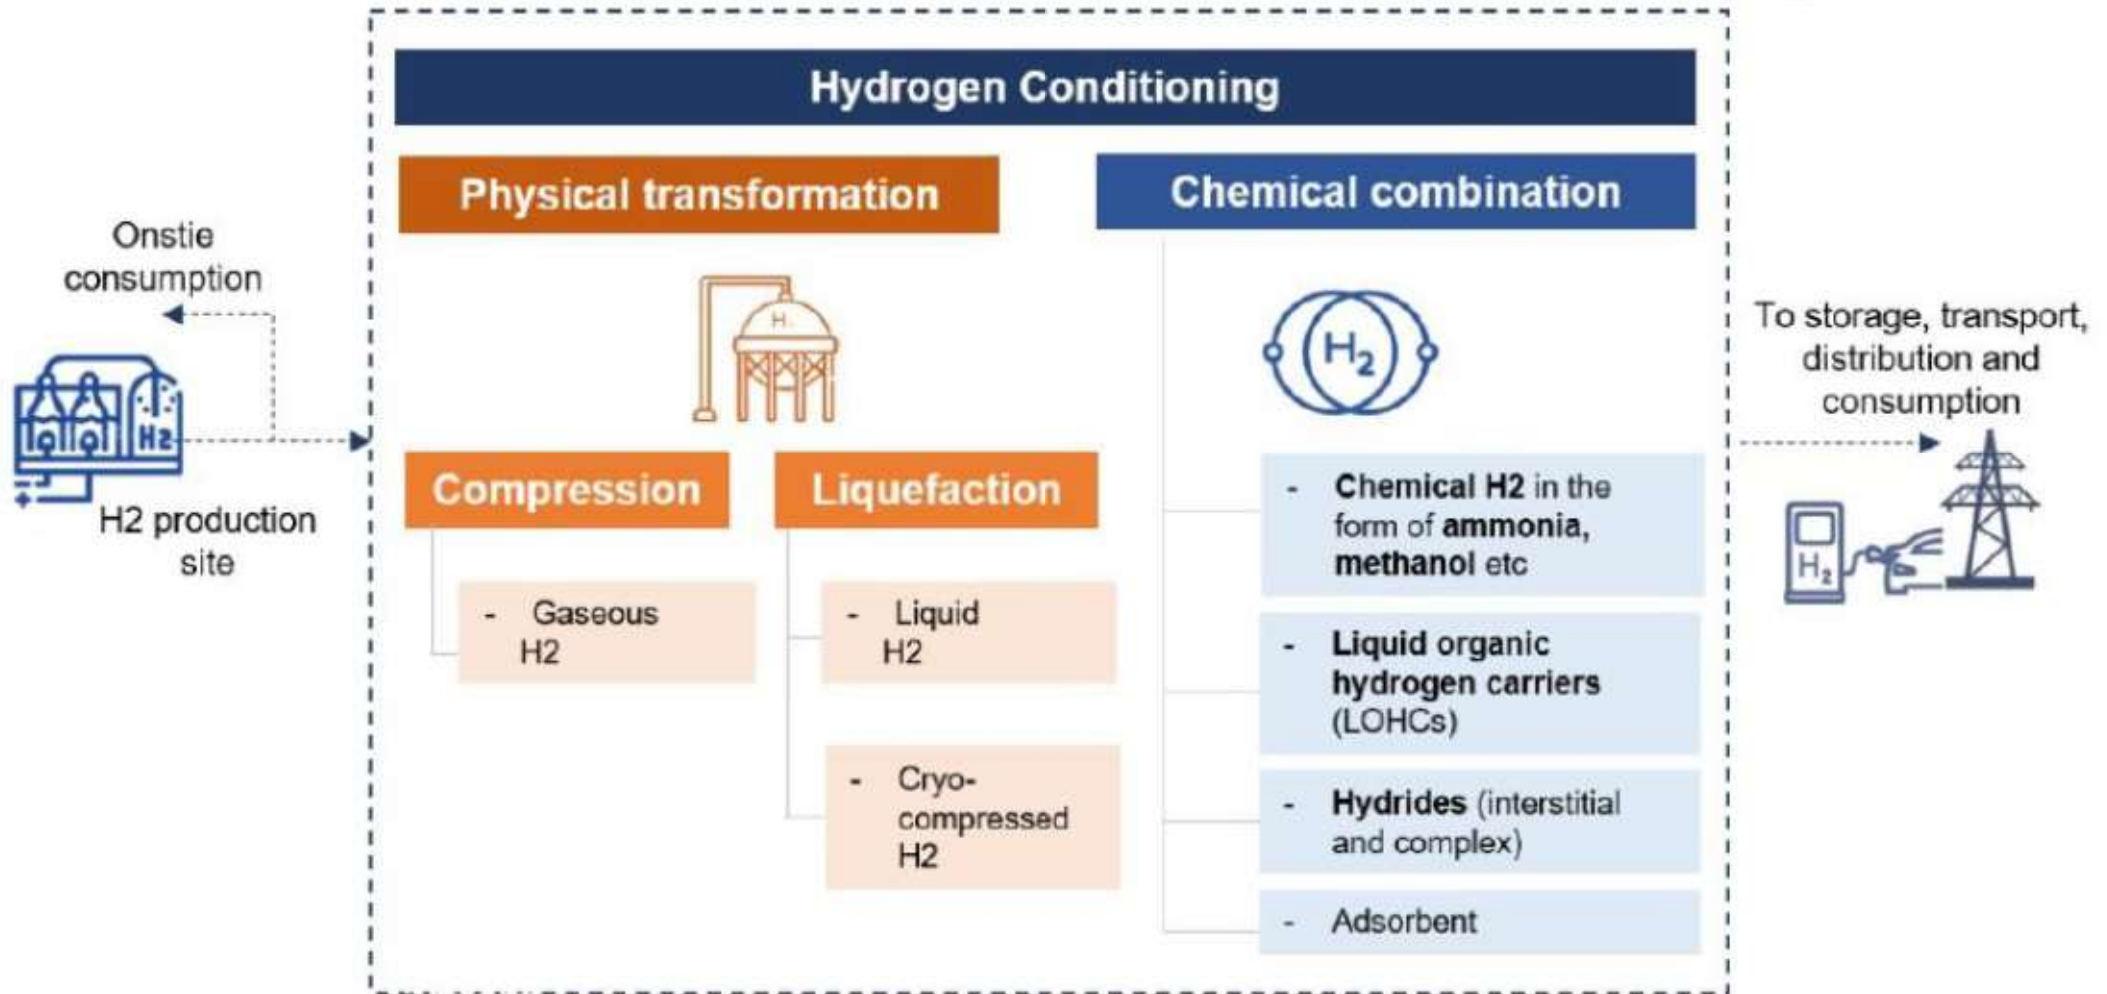 Hydrogen Conditioning
Physical transformation
Chemical combination
Onstie
consumption
H2
H2 production
site
H
H₂
Compression
Liquefaction
- Gaseous
H2
- Liquid
H2
- Cryo-
compressed
H2
- Chemical H2 in the
form of ammonia,
methanol etc
- Liquid organic
hydrogen carriers
(LOHCs)
- Hydrides (interstitial
and complex)
- Adsorbent
To storage, transport,
distribution and
consumption
H₂